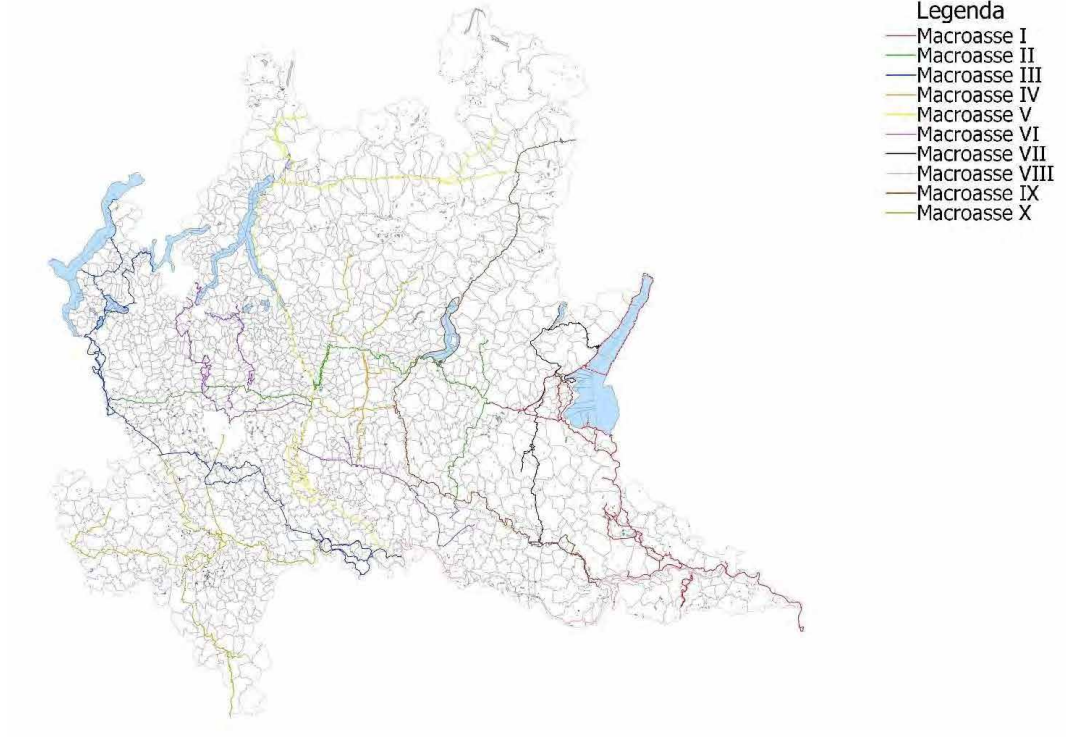 Legenda
Macroasse I
Macroasse II
Macroasse III
Macroasse IV
Macroasse V
Macroasse VI
Macroasse VII
Macroasse VIII
Macroasse IX
Macroasse X